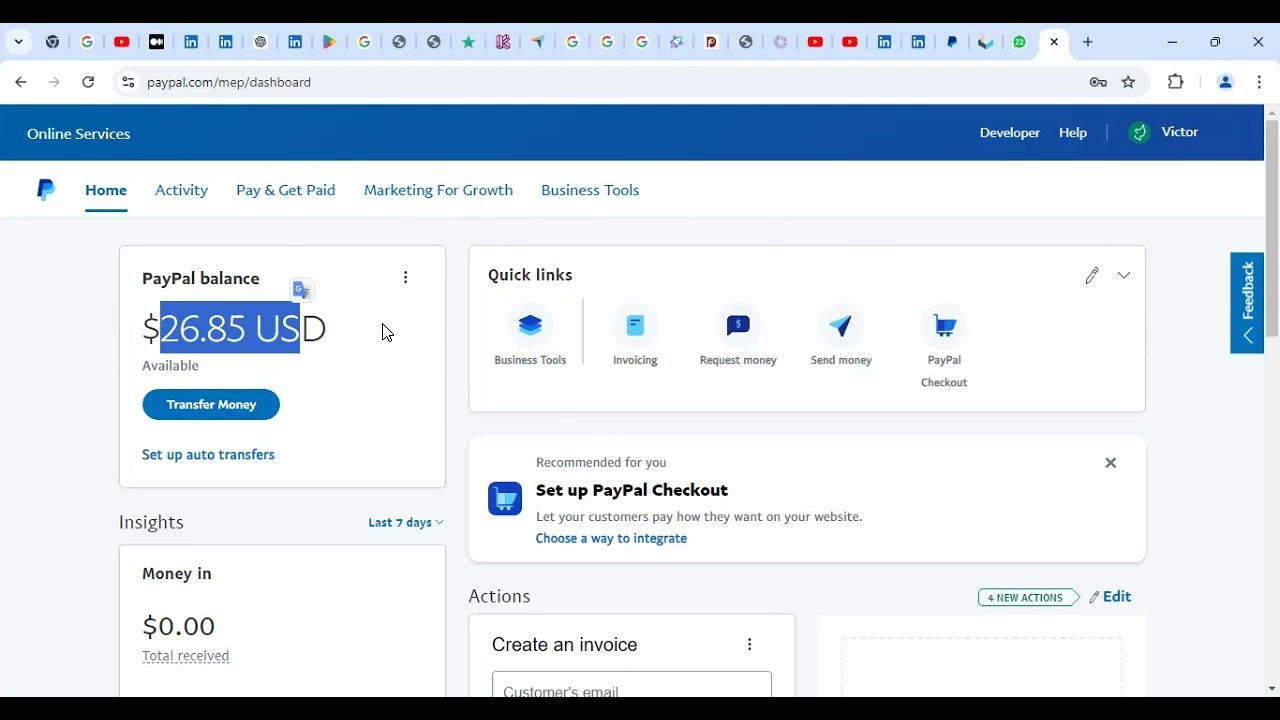 22
paypal.com/mep/dashboard
Online Services
Developer
Help
Victor
Home
Activity
Pay & Get Paid
Marketing For Growth
Business Tools
PayPal balance
$26.85 USD
Available
Transfer Money
Set up auto transfers
Quick links
Business Tools
Invoicing
Request money
Send money
PayPal
Checkout
Feedback
Recommended for you
Set up PayPal Checkout
Let your customers pay how they want on your website.
Choose a way to integrate
Insights
Last 7 days
Money in
$0.00
Total received
Actions
4 NEW ACTIONS
Edit
Create an invoice
Customer's email